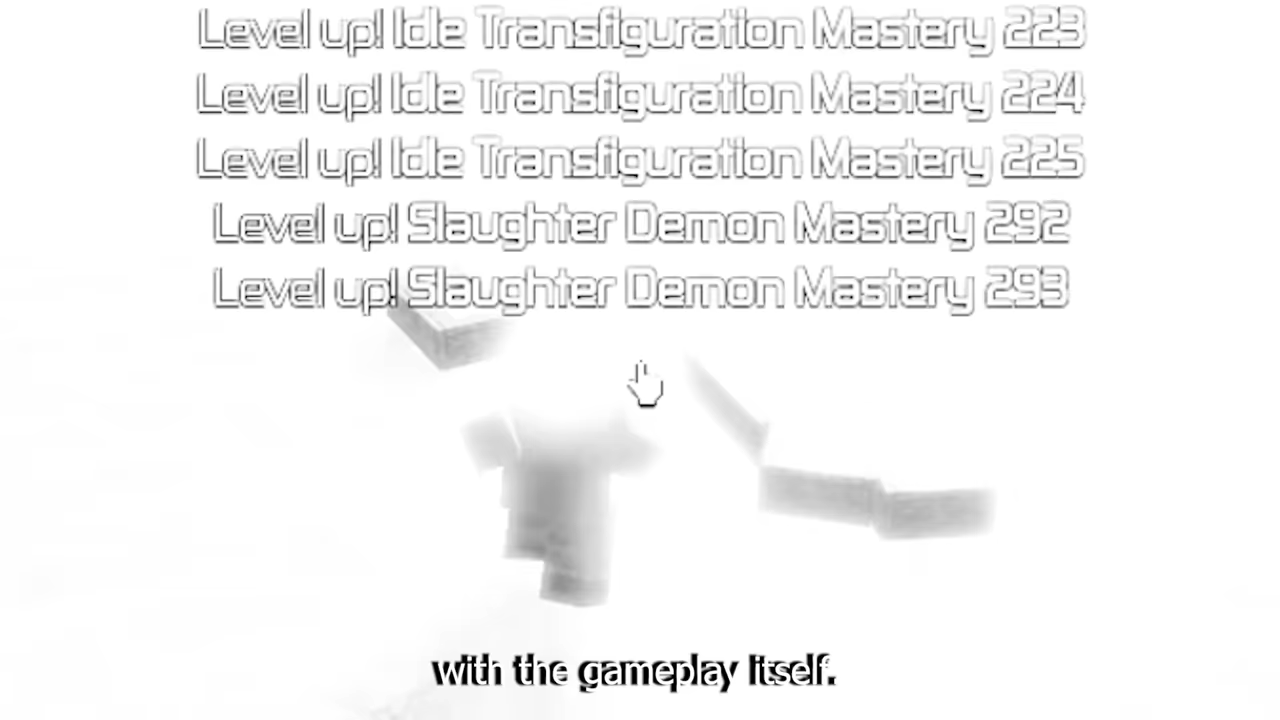 Level up! Idle Transfiguration Mastery 223
Level up! Idle Transfiguration Mastery 224
Level up! Idle Transfiguration Mastery 225
Level up! Slaughter Demon Mastery 292
Level up! Slaughter Demon Mastery 293
with the gameplay itself.